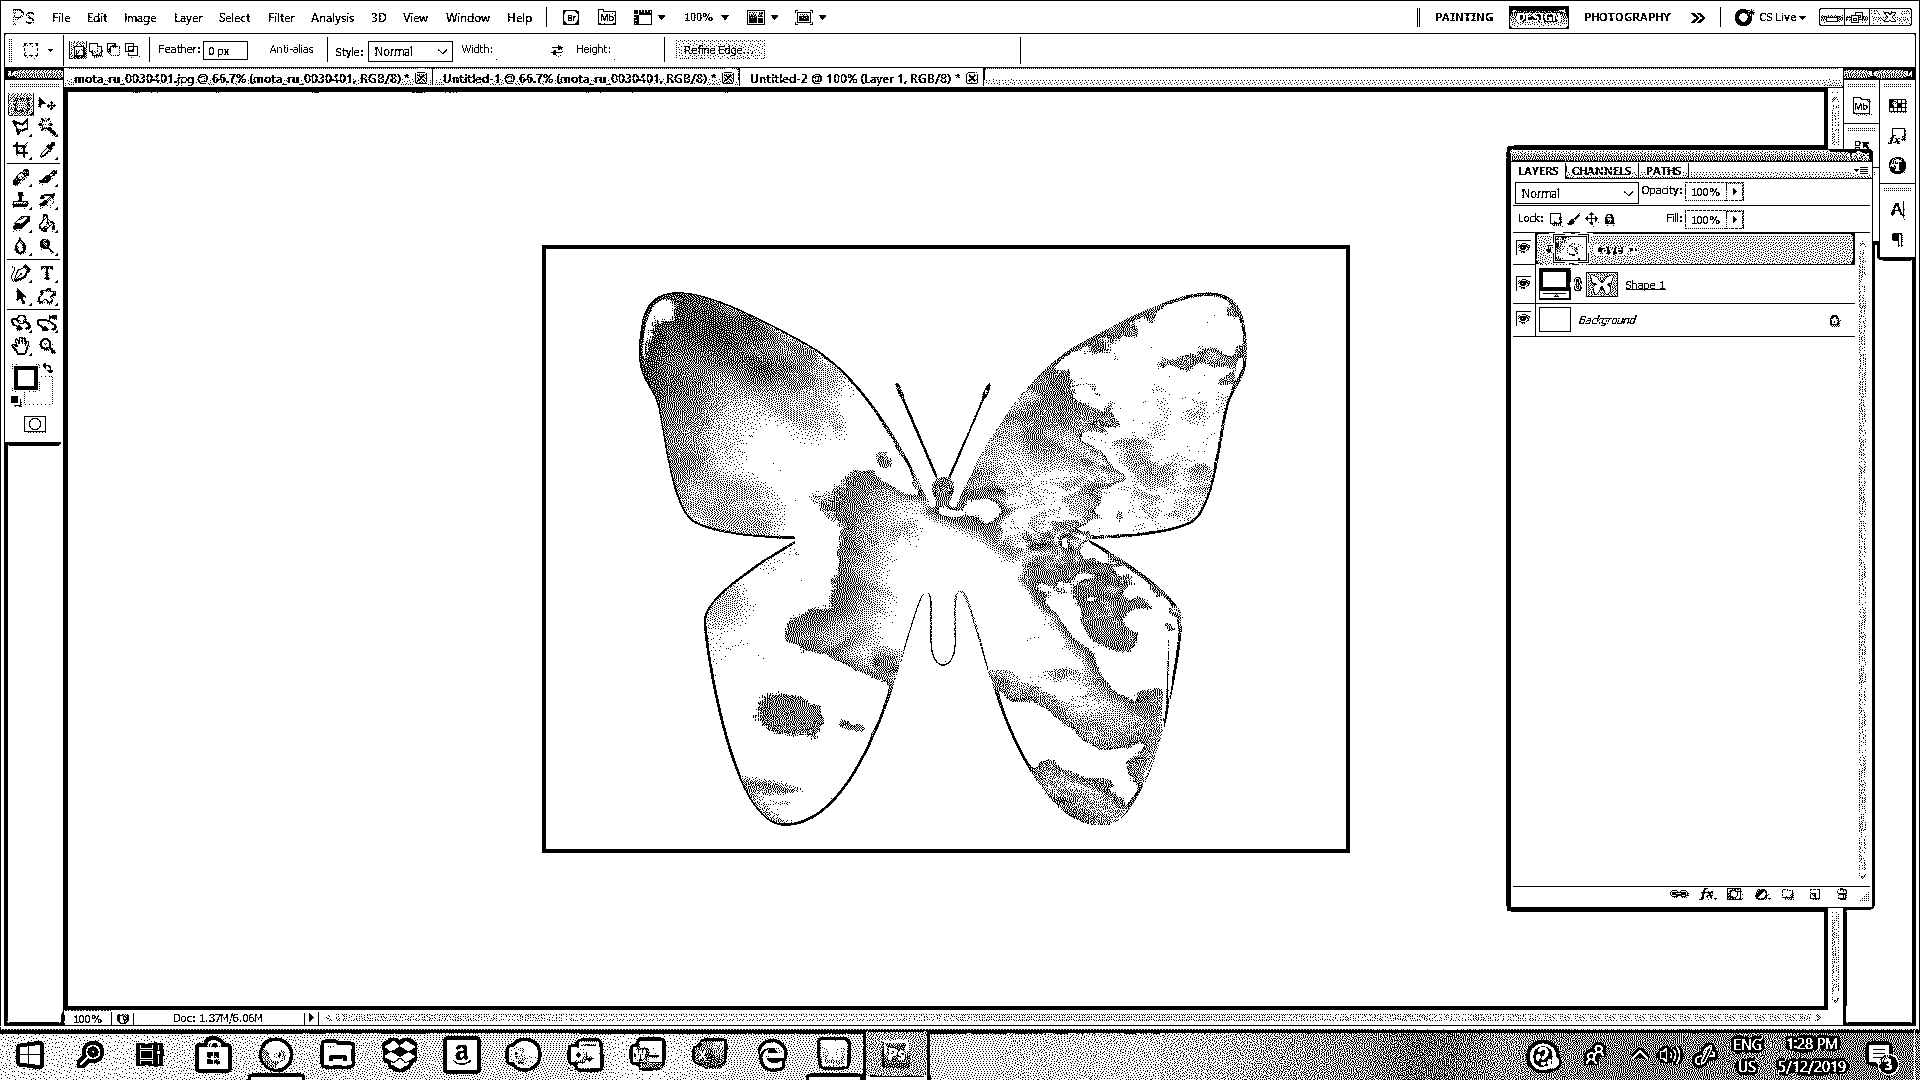 Ps File Edit Image Layer Select Filter Analysis 3D View Window Help Br Mb 100% PAINTING DESIGN PHOTOGRAPHY CS Live
Feather: 0 px Anti-alias Style: Normal Width: Height: Refine Edge...
mota_ru_0030401.jpg @ 66.7% (mota_ru_0030401, RGB/8) * Untitled-1 @ 66.7% (mota_ru_0030401, RGB/8) * Untitled-2 @ 100% (Layer 1, RGB/8) *
Mb
LAYERS CHANNELS PATHS
Normal Opacity: 100%
Lock: Fill: 100%
Shape 1
Background
fx
100% Doc: 1.37M/6.06M
a PS ENG 1:28 PM
US 5/12/2019 3